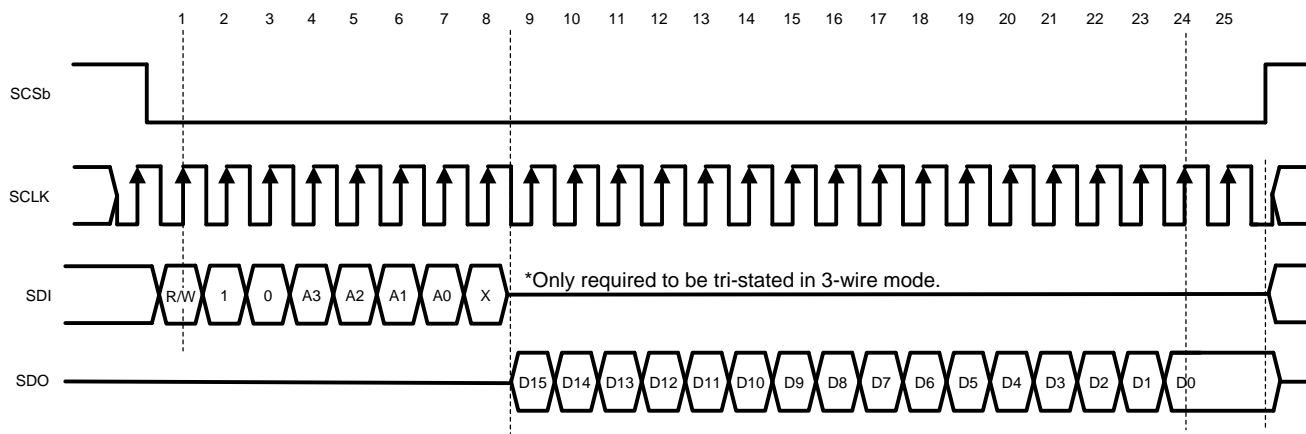 1 2 3 4 5 6 7 8 9 10 11 12 13 14 15 16 17 18 19 20 21 22 23 24 25
SCSb
SCLK
SDI R/W 1 0 A3 A2 A1 A0 X *Only required to be tri-stated in 3-wire mode.
SDO D15 D14 D13 D12 D11 D10 D9 D8 D7 D6 D5 D4 D3 D2 D1 D0